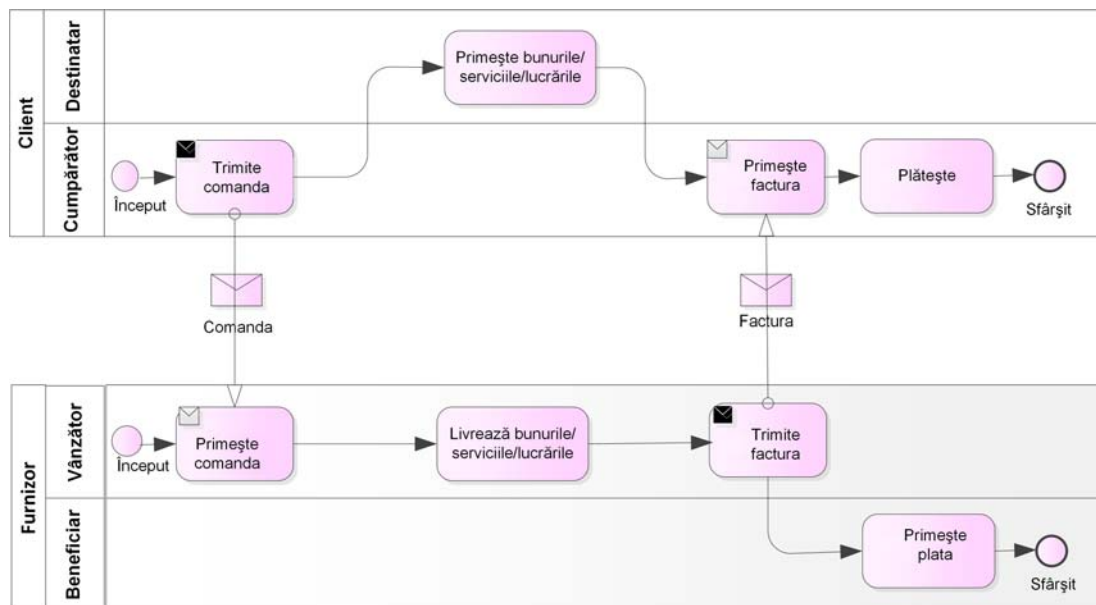 Client
Destinatar
Primeşte bunurile/
serviciile/lucrările
Cumpărător
Început
Trimite
comanda
Primeşte
factura
Plăteşte
Sfârşit
Comanda
Factura
Furnizor
Vânzător
Început
Primeşte
comanda
Livrează bunurile/
serviciile/lucrările
Trimite
factura
Beneficiar
Primeşte
plata
Sfârşit